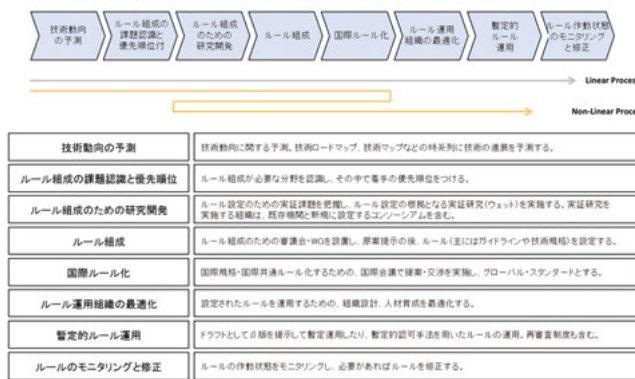 技術動向
の予測
ルール組成の
課題認識と
優先順位付
ルール組成
のための
研究開発
ルール組成
国際ルール化
ルール運用
組織の最適化
暫定的
ルール
運用
ルール作動状態
のモニタリング
と修正
Linear Proces
Non-Linear Proce
技術動向の予測
技術動向に関する予測。技術ロードマップ、技術マップなどの時系列に技術の進展を予測する。
ルール組成の課題認識と優先順位
ルール組成が必要な分野を認識し、その中で着手の優先順位をつける。
ルール組成のための研究開発
ルール設定のための実証課題を把握し、ルール設定の根拠となる実証研究(ウェット)を実施する。実証研究を
実施する組織は、既存機関と新規に設定するコンソーシアムを含む。
ルール組成
ルール組成のための審議会・WGを設置し、原案提示の後、ルール(主にはガイドラインや技術規格)を設定する。
国際ルール化
国際規格・国際共通ルール化するための、国際会議で提案・交渉を実施し、グローバル・スタンダードとする。
ルール運用組織の最適化
設定されたルールを運用するための、組織設計、人材育成を最適化する。
暫定的ルール運用
ドラフトとしてβ版を提示して暫定運用したり、暫定的認可手法を用いたルールの運用。再審査制度も含む。
ルールのモニタリングと修正
ルールの作動状態をモニタリングし、必要があればルールを修正する。